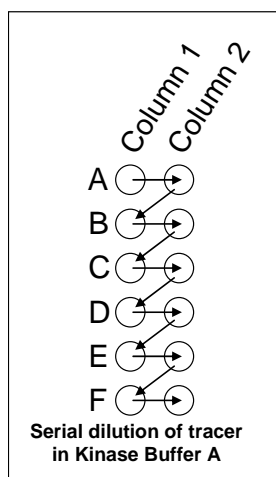 Column 1
Column 2
A
B
C
D
E
F
Serial dilution of tracer
in Kinase Buffer A